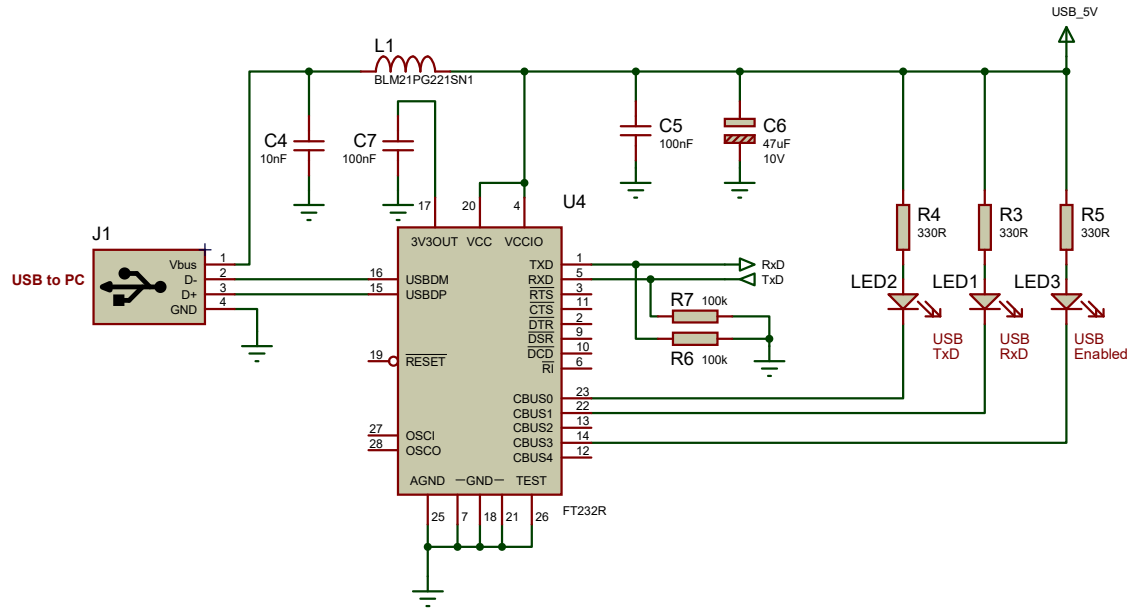 USB_5V
L1
BLM21PG221SN1
C4
10nF
C7
100nF
C5
100nF
C6
47uF
10V
17
20
4
U4
R4
330R
R3
330R
R5
330R
J1
USB to PC
Vbus
D-
D+
GND
1
2
3
4
3V3OUT
VCC
VCCIO
16
15
USBDM
USBDP
19
RESET
27
28
OSCI
OSCO
TXD
RXD
RTS
CTS
DTR
DSR
DCD
RI
1
5
3
11
2
9
10
6
RxD
TxD
R7
100k
R6
100k
CBUS0
CBUS1
CBUS2
CBUS3
CBUS4
23
22
13
14
12
LED2
LED1
LED3
USB
TxD
USB
RxD
USB
Enabled
AGND
GND
TEST
25
7
18
21
26
FT232R